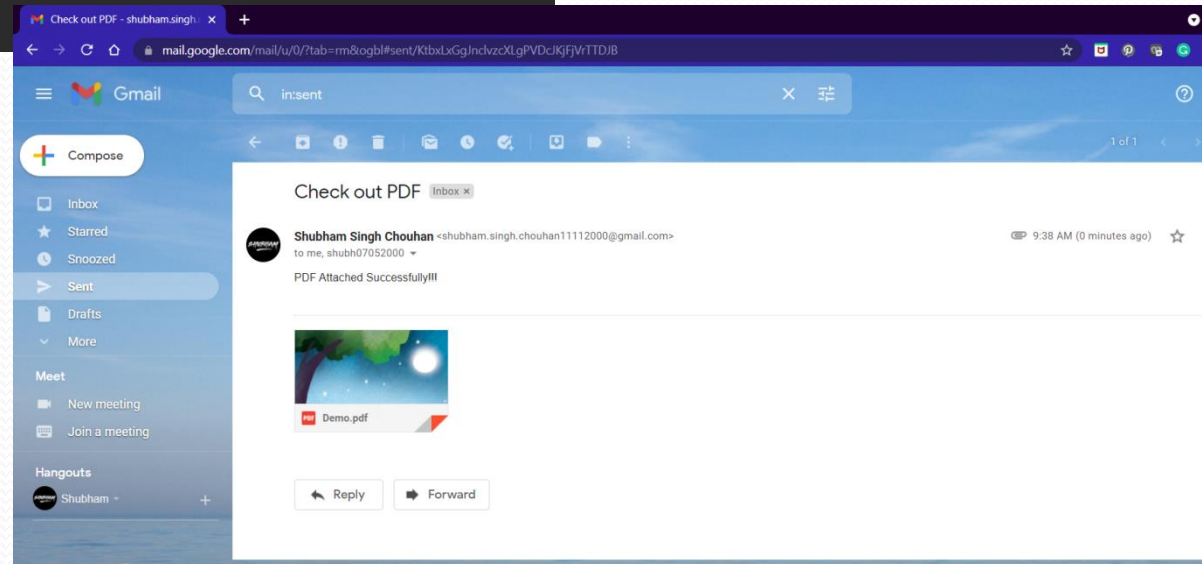 Check out PDF - shubham.singh.
mail.google.com/mail/u/0/?tab=rm&ogbl#sent/KtbxLxGgJnclvzcXLgPVDcJKjFjVrTTDJB
Gmail
in:sent
Compose
1 of 1
Check out PDF Inbox x
Inbox
Starred
Shubham Singh Chouhan <shubham.singh.chouhan11112000@gmail.com>
9:38 AM (0 minutes ago)
to me, shubh07052000
Snoozed
PDF Attached Successfully!!!
Sent
Drafts
More
Meet
New meeting
PDF Demo.pdf
Join a meeting
Hangouts
Shubham
Reply
Forward